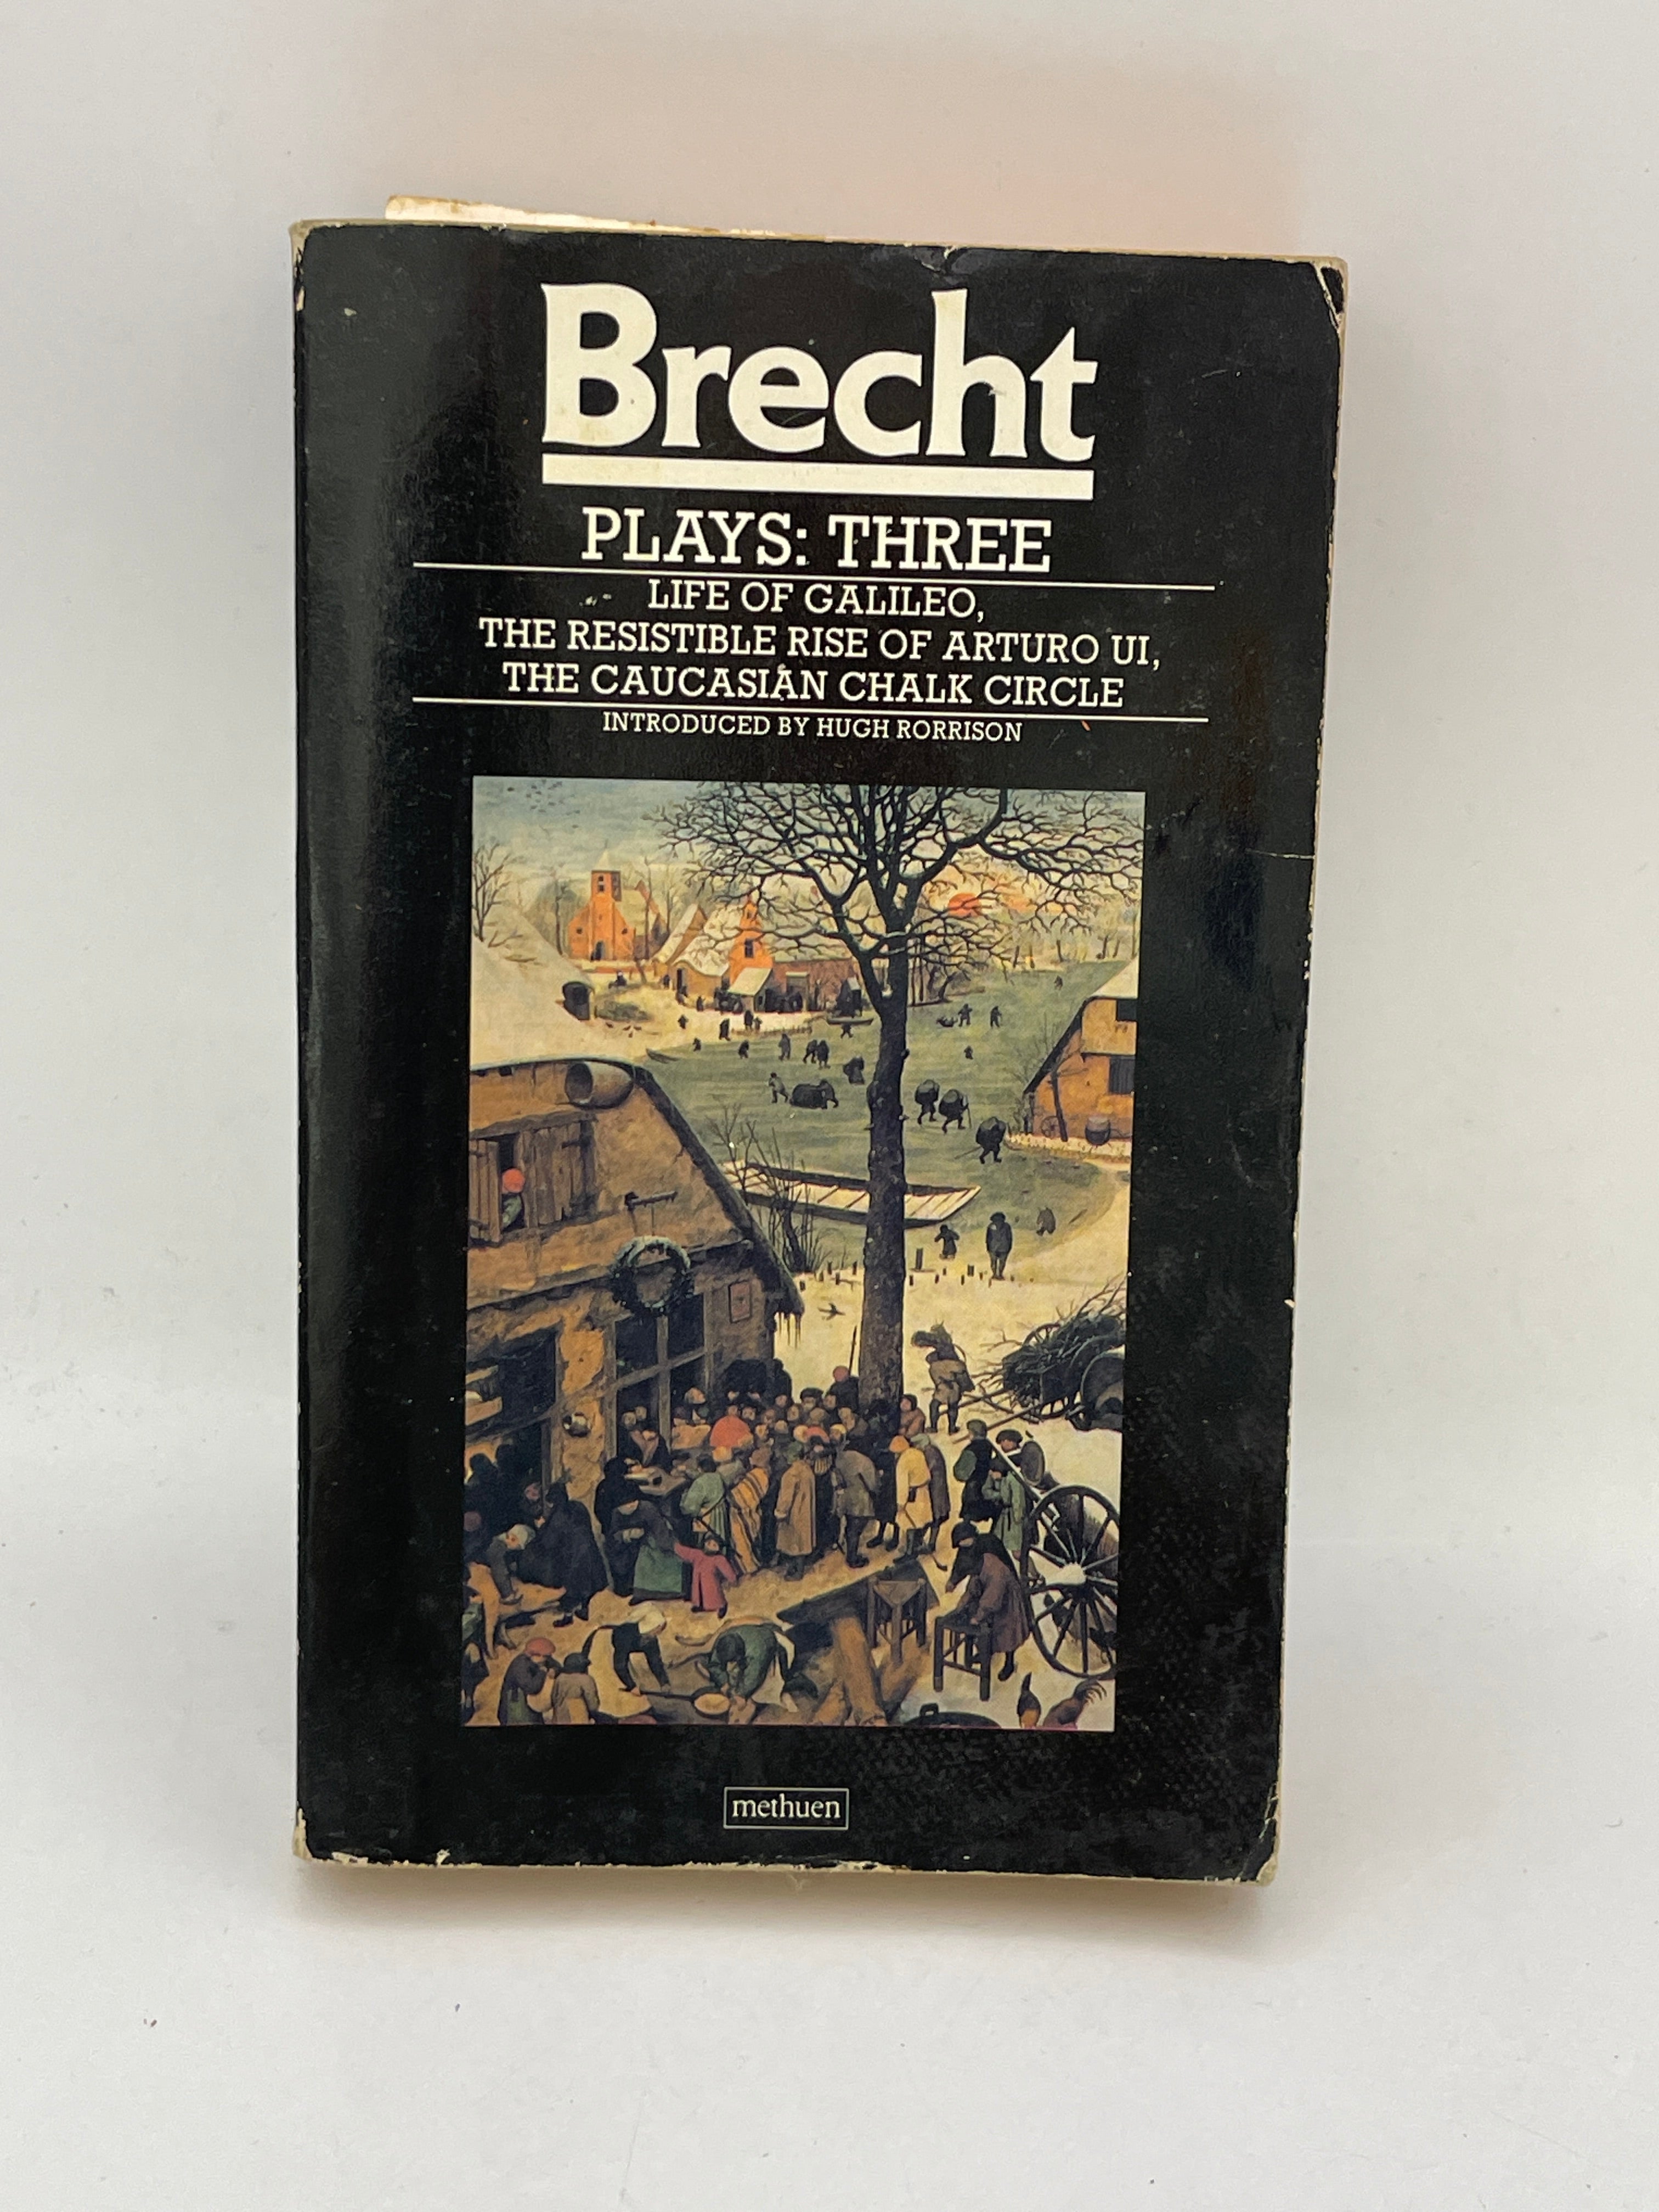 Brecht
PLAYS: THREE
LIFE OF GALILEO,
THE RESISTIBLE RISE OF ARTURO UI,
THE CAUCASIAN CHALK CIRCLE
INTRODUCED BY HUGH RORRISON
methuen